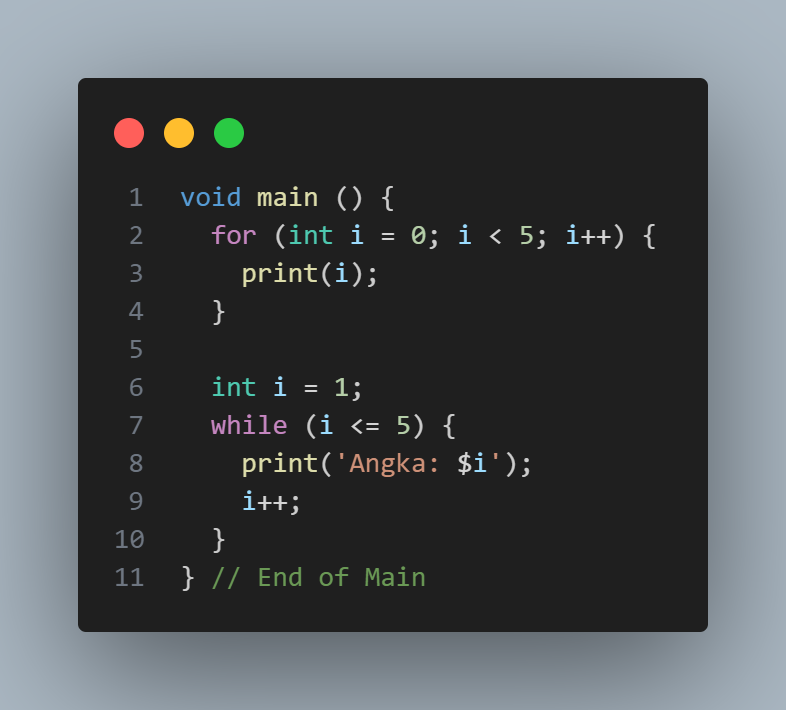 1 void main () {
2 for (int i = 0; i < 5; i++) {
3 print(i);
4 }
5
6 int i = 1;
7 while (i <= 5) {
8 print('Angka: $i');
9 i++;
10 }
11 } // End of Main